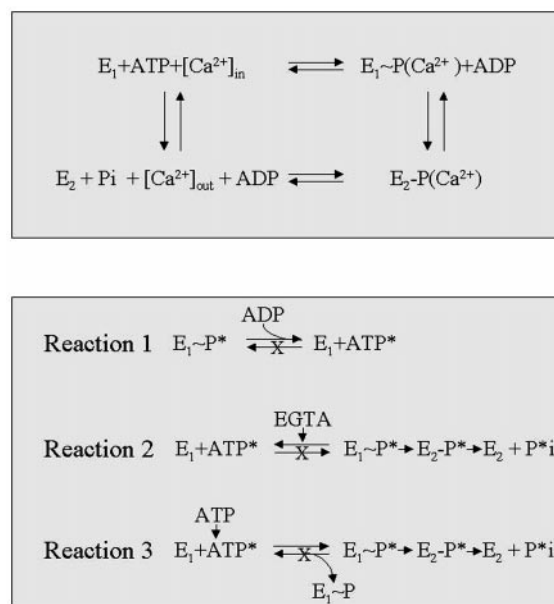 E₁+ATP+[Ca²⁺]in ⇌ E₁~P(Ca²⁺)+ADP
E₂ + Pi + [Ca²⁺]out + ADP ⇌ E₂-P(Ca²⁺)
ADP
Reaction 1 E₁~P* ⇌ X E₁+ATP*
EGTA
Reaction 2 E₁+ATP* ⇌ X E₁~P*→E₂-P*→E₂ + P*i
ATP
Reaction 3 E₁+ATP* ⇌ X E₁~P*→E₂-P*→E₂ + P*i
E₁~P